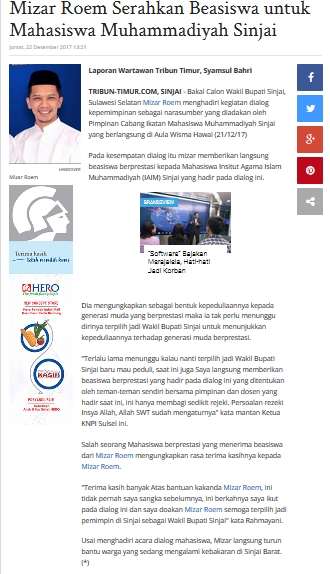 Mizar Roem Serahkan Beasiswa untuk
Mahasiswa Muhammadiyah Sinjai
Jumat, 22 Desember 2017 13:21
HANDOVER
Mizar Roem
Laporan Wartawan Tribun Timur, Syamsul Bahri
TRIBUN-TIMUR.COM, SINJAI - Bakal Calon Wakil Bupati Sinjai,
Sulawesi Selatan Mizar Roem menghadiri kegiatan dialog
kepemimpinan sebagai narasumber yang diadakan oleh
Pimpinan Cabang Ikatan Mahasiswa Muhammadiyah Sinjai
yang berlangsung di Aula Wisma Hawai (21/12/17)
Pada kesempatan dialog itu mizar memberikan langsung
beasiswa berprestasi kepada Mahasiswa Insitut Agama Islam
Muhammadiyah (IAIM) Sinjai yang hadir pada dialog ini.
BRANDZVIEW
"Software" Bajakan
Merajalela, Hati-hati
Jadi Korban
Terima kasih
HERO
NEW CONCEPT STORE
Dia mengungkapkan sebagai bentuk kepeduliaannya kepada
generasi muda yang berprestasi maka ia tak perlu menunggu
dirinya terpilih jadi Wakil Bupati Sinjai untuk menunjukkan
kepeduliaannya terhadap generasi muda berprestasi.
"Terlalu lama menunggu kalau nanti terpilih jadi Wakil Bupati
Sinjai baru mau peduli, saat ini juga Saya langsung memberikan
beasiswa berprestasi yang hadir pada dialog ini yang ditentukan
oleh teman-teman sendiri bersama pimpinan dan dosen yang
hadir saat ini, ini hanya membagi sedikit rejeki. Persoalan rezeki
Insya Allah, Allah SWT sudah mengaturnya" kata mantan Ketua
KNPI Sulsel ini.
Salah seorang Mahasiswa berprestasi yang menerima beasiswa
dari Mizar Roem mengungkapkan rasa terima kasihnya kepada
Mizar Roem.
"Terima kasih banyak Atas bantuan kakanda Mizar Roem, ini
tidak pernah saya sangka sebelumnya, ini berkahnya saya ikut
pada dialog ini dan saya doakan Mizar Roem semoga terpilih jadi
pemimpin di Sinjai sebagai Wakil Bupati Sinjai" kata Rahmayani.
Usai menghadiri acara dialog mahasiswa, Mizar langsung turun
bantu warga yang sedang mengalami kebakaran di Sinjai Barat.
(*)